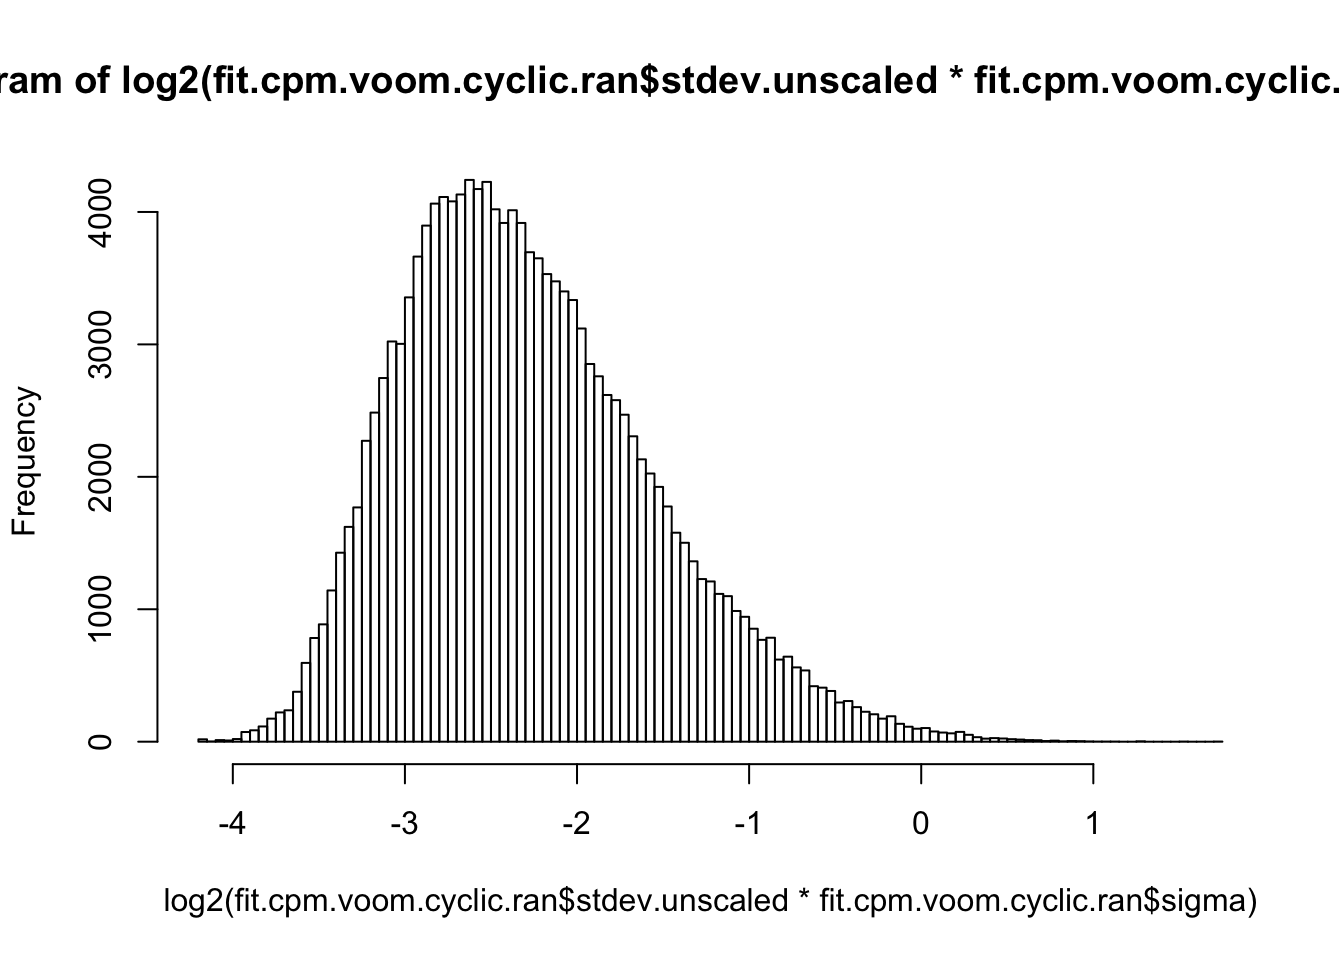 ram of log2(fit.cpm.voom.cyclic.ran$stdev.unscaled * fit.cpm.voom.cyclic.
4000
3000
2000
1000
0
Frequency
-4 -3 -2 -1 0 1
log2(fit.cpm.voom.cyclic.ran$stdev.unscaled * fit.cpm.voom.cyclic.ran$sigma)